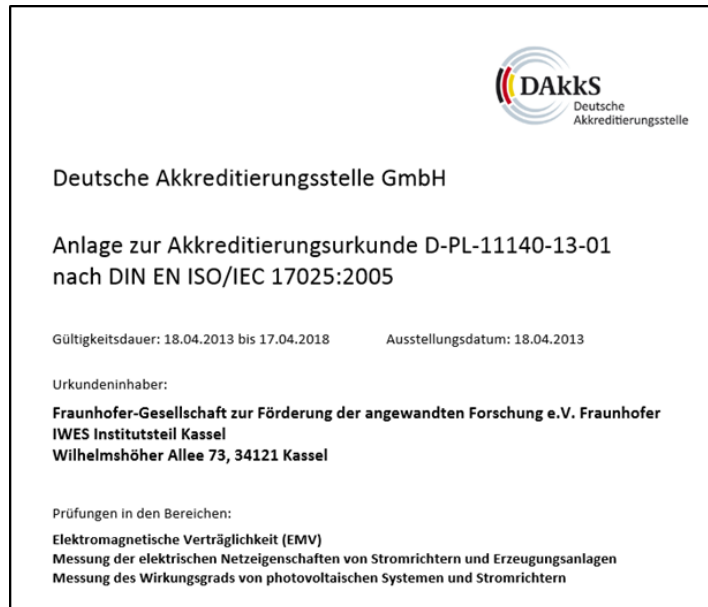 DAkkS
Deutsche
Akkreditierungsstelle
Deutsche Akkreditierungsstelle GmbH
Anlage zur Akkreditierungsurkunde D-PL-11140-13-01
nach DIN EN ISO/IEC 17025:2005
Gültigkeitsdauer: 18.04.2013 bis 17.04.2018 Ausstellungsdatum: 18.04.2013
Urkundeninhaber:
Fraunhofer-Gesellschaft zur Förderung der angewandten Forschung e.V. Fraunhofer
IWES Institutsteil Kassel
Wilhelmshöher Allee 73, 34121 Kassel
Prüfungen in den Bereichen:
Elektromagnetische Verträglichkeit (EMV)
Messung der elektrischen Netzeigenschaften von Stromrichtern und Erzeugungsanlagen
Messung des Wirkungsgrads von photovoltaischen Systemen und Stromrichtern